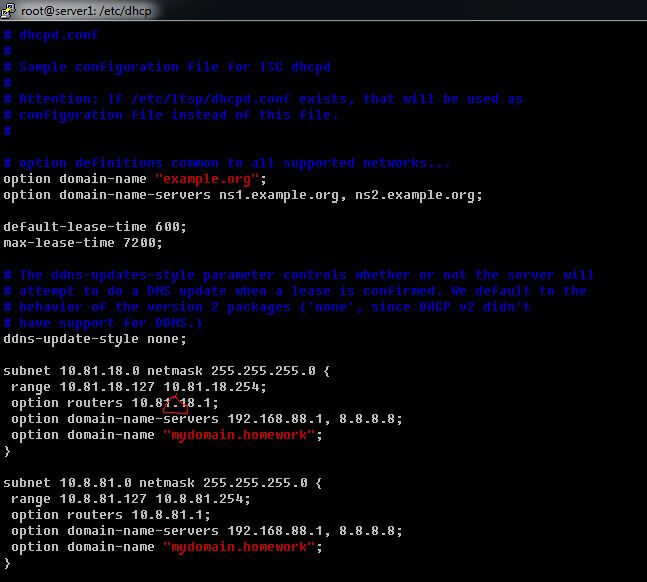 root@server1: /etc/dhcp
# dhcpd.conf
#
# Sample configuration file for ISC dhcpd
#
# Attention: If /etc/ltsp/dhcpd.conf exists, that will be used as
# configuration file instead of this file.
#
# option definitions common to all supported networks...
option domain-name "example.org";
option domain-name-servers ns1.example.org, ns2.example.org;
default-lease-time 600;
max-lease-time 7200;
# The ddns-updates-style parameter controls whether or not the server will
# attempt to do a DNS update when a lease is confirmed. We default to the
# behavior of the version 2 packages ('none', since DHCP v2 didn't
# have support for DDNS.)
ddns-update-style none;
subnet 10.81.18.0 netmask 255.255.255.0 {
range 10.81.18.127 10.81.18.254;
option routers 10.81.18.1;
option domain-name-servers 192.168.88.1, 8.8.8.8;
option domain-name "mydomain.homework";
}
subnet 10.8.81.0 netmask 255.255.255.0 {
range 10.8.81.127 10.8.81.254;
option routers 10.8.81.1;
option domain-name-servers 192.168.88.1, 8.8.8.8;
option domain-name "mydomain.homework";
}